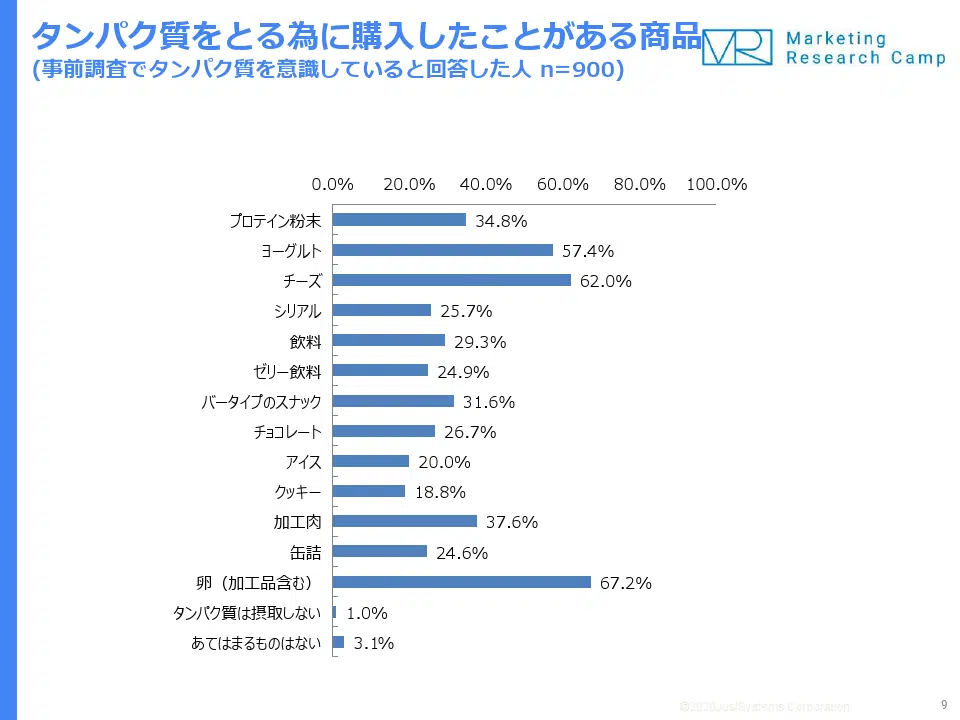 タンパク質をとる為に購入したことがある商品
(事前調査でタンパク質を意識していると回答した人 n=900)
VR Marketing
Research Camp
0.0% 20.0% 40.0% 60.0% 80.0% 100.0%
プロテイン粉末 34.8%
ヨーグルト 57.4%
チーズ 62.0%
シリアル 25.7%
飲料 29.3%
ゼリー飲料 24.9%
バータイプのスナック 31.6%
チョコレート 26.7%
アイス 20.0%
クッキー 18.8%
加工肉 37.6%
缶詰 24.6%
卵（加工品含む） 67.2%
タンパク質は摂取しない 1.0%
あてはまるものはない 3.1%
JustSystems Corporation
9